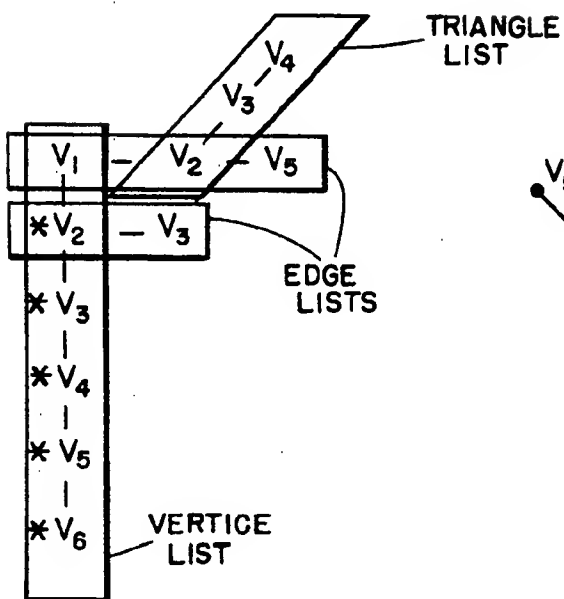 TRIANGLE
LIST
V₄
V₃
V₁ – V₂ – V₅
* V₂ – V₃
EDGE
LISTS
* V₃
* V₄
* V₅
* V₆
VERTICE
LIST